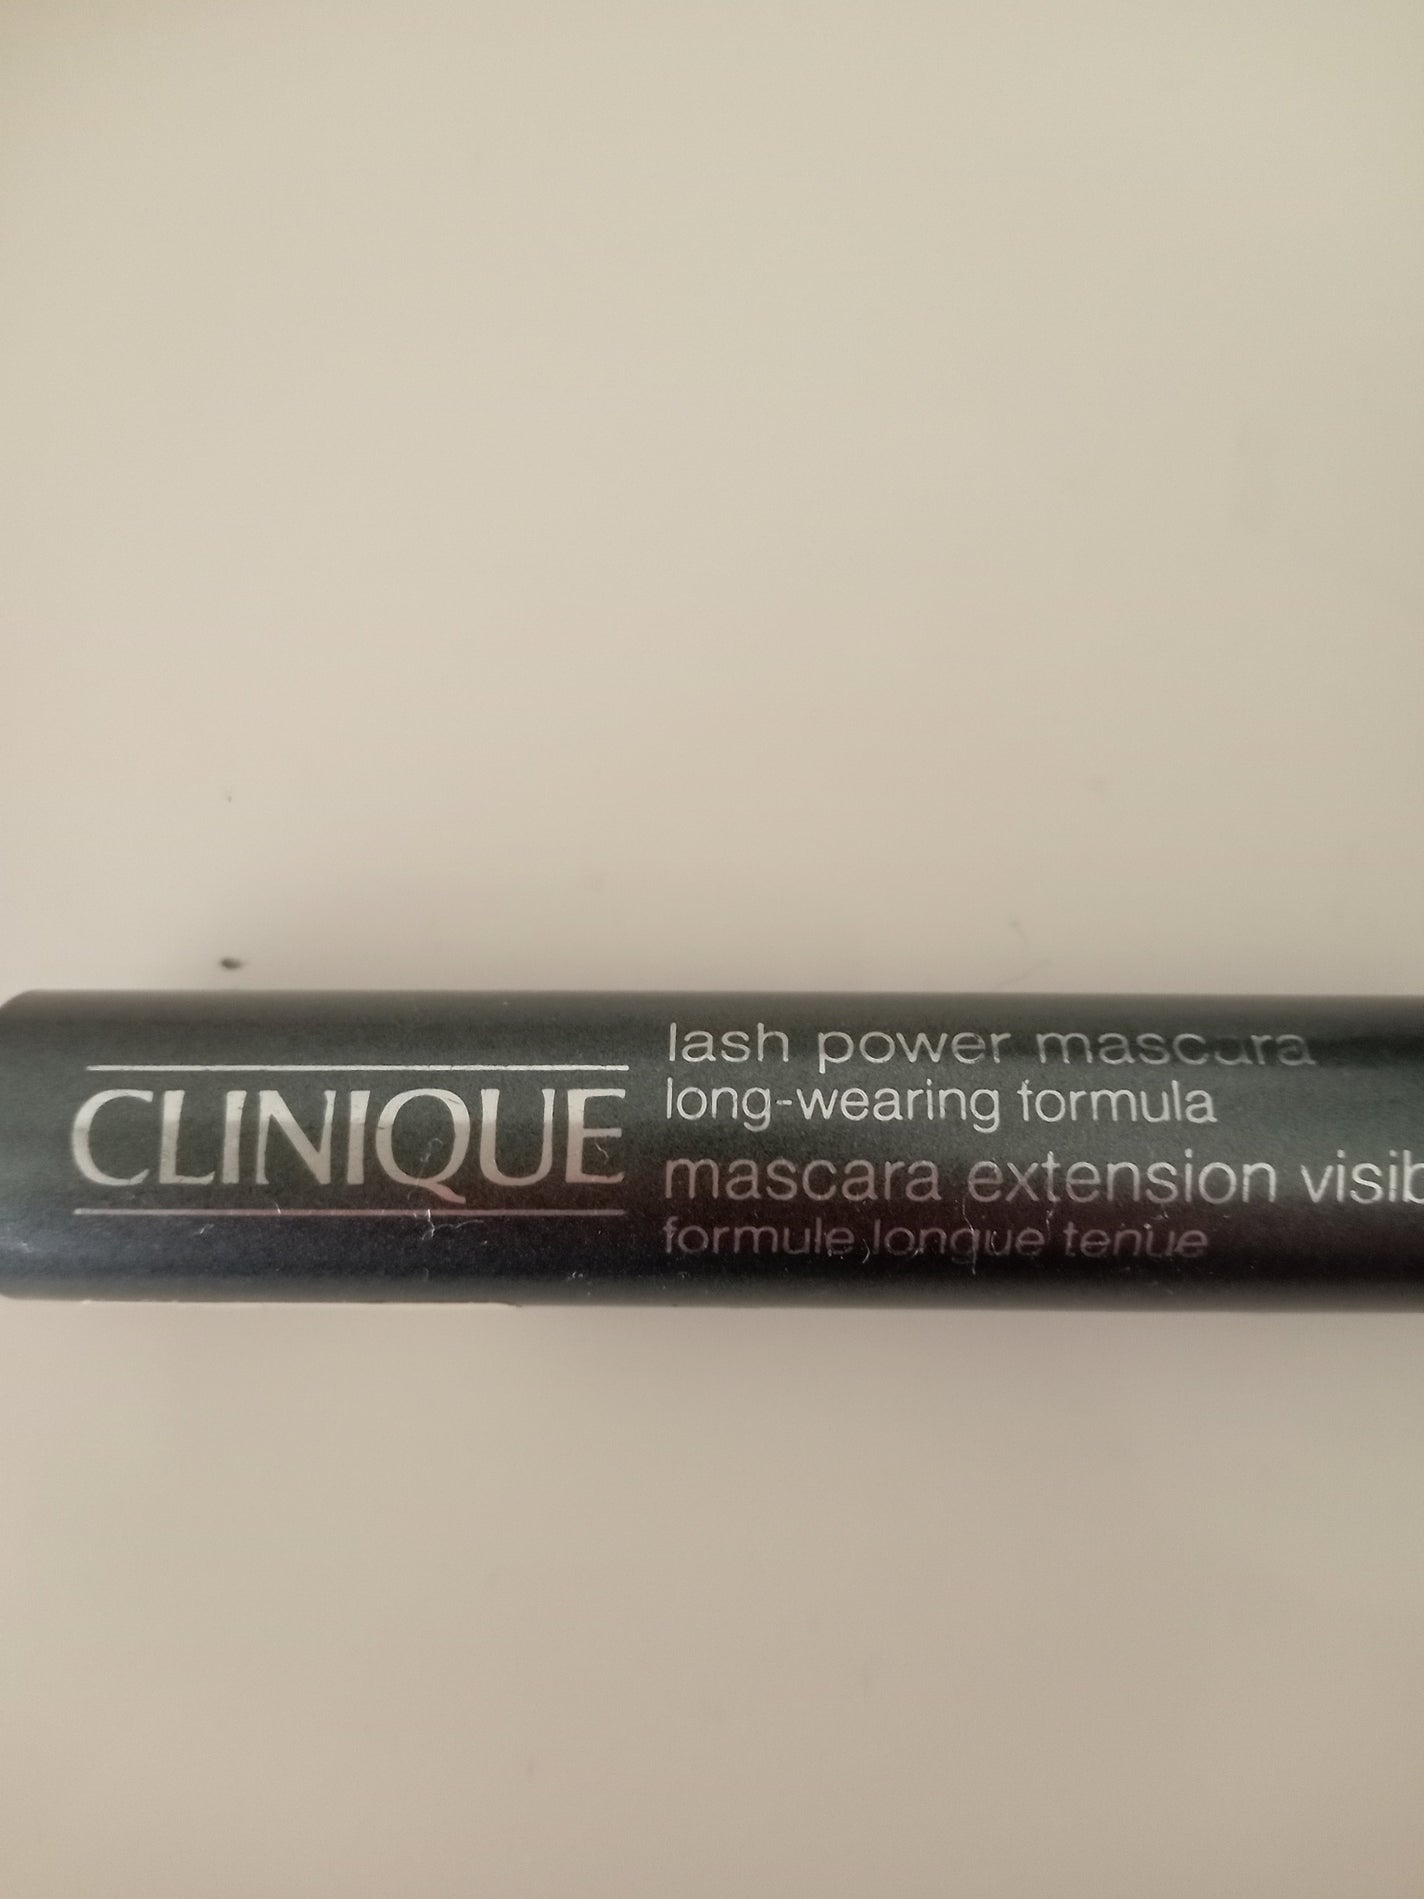 CLINIQUE
lash power mascara
long-wearing formula
mascara extension visib
formule longue tenue